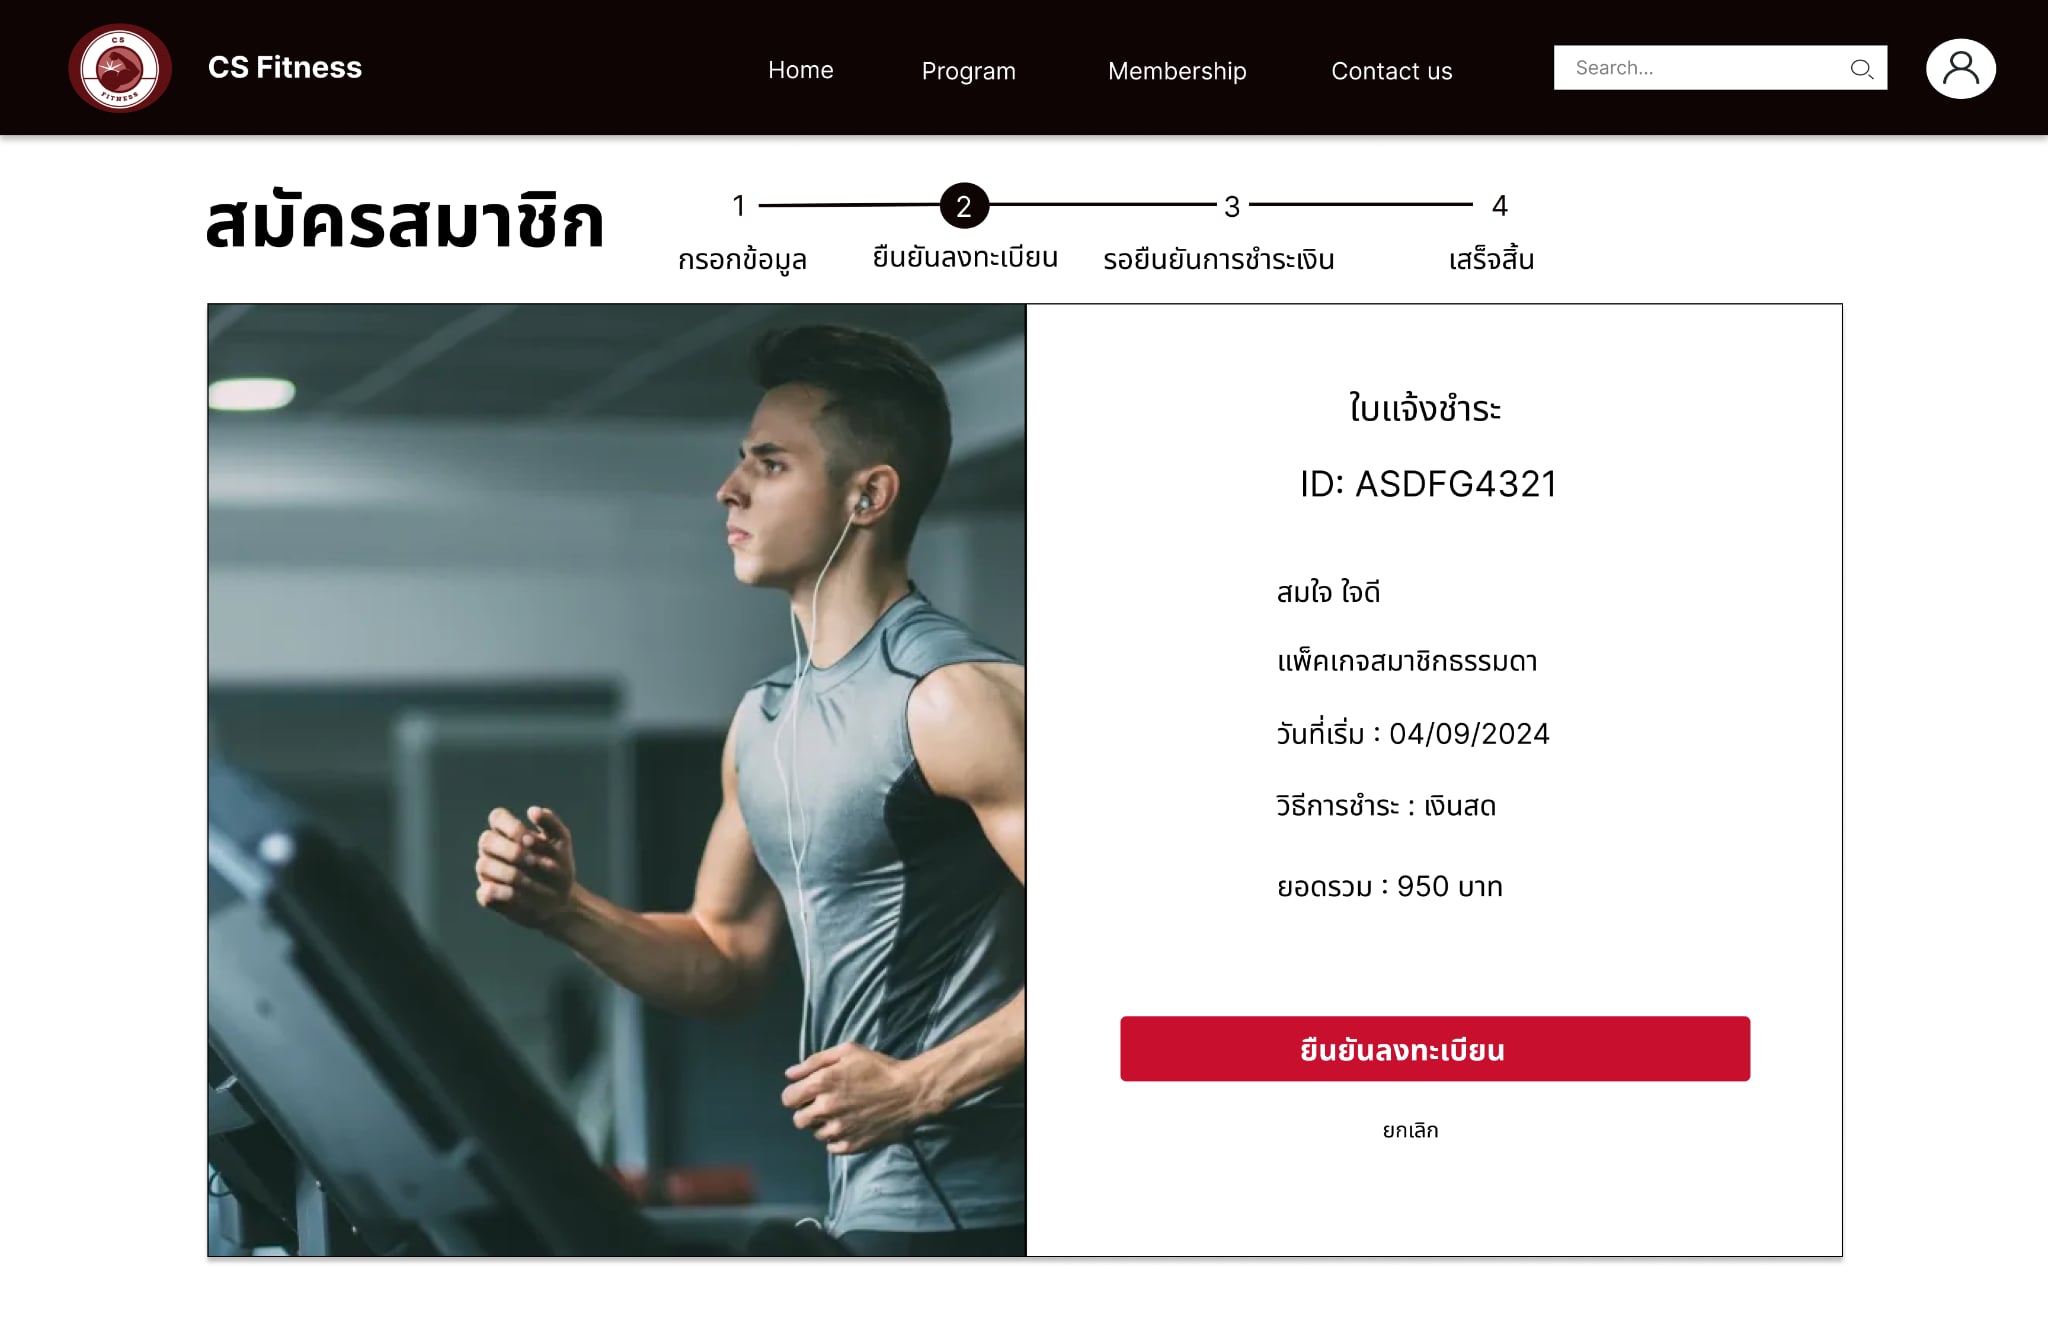 CS
FITNESS
CS Fitness
Home
Program
Membership
Contact us
Search...
สมัครสมาชิก
1
2
3
4
กรอกข้อมูล
ยืนยันลงทะเบียน
รอยืนยันการชำระเงิน
เสร็จสิ้น
ใบแจ้งชำระ
ID: ASDFG4321
สมใจ ใจดี
แพ็คเกจสมาชิกธรรมดา
วันที่เริ่ม : 04/09/2024
วิธีการชำระ : เงินสด
ยอดรวม : 950 บาท
ยืนยันลงทะเบียน
ยกเลิก